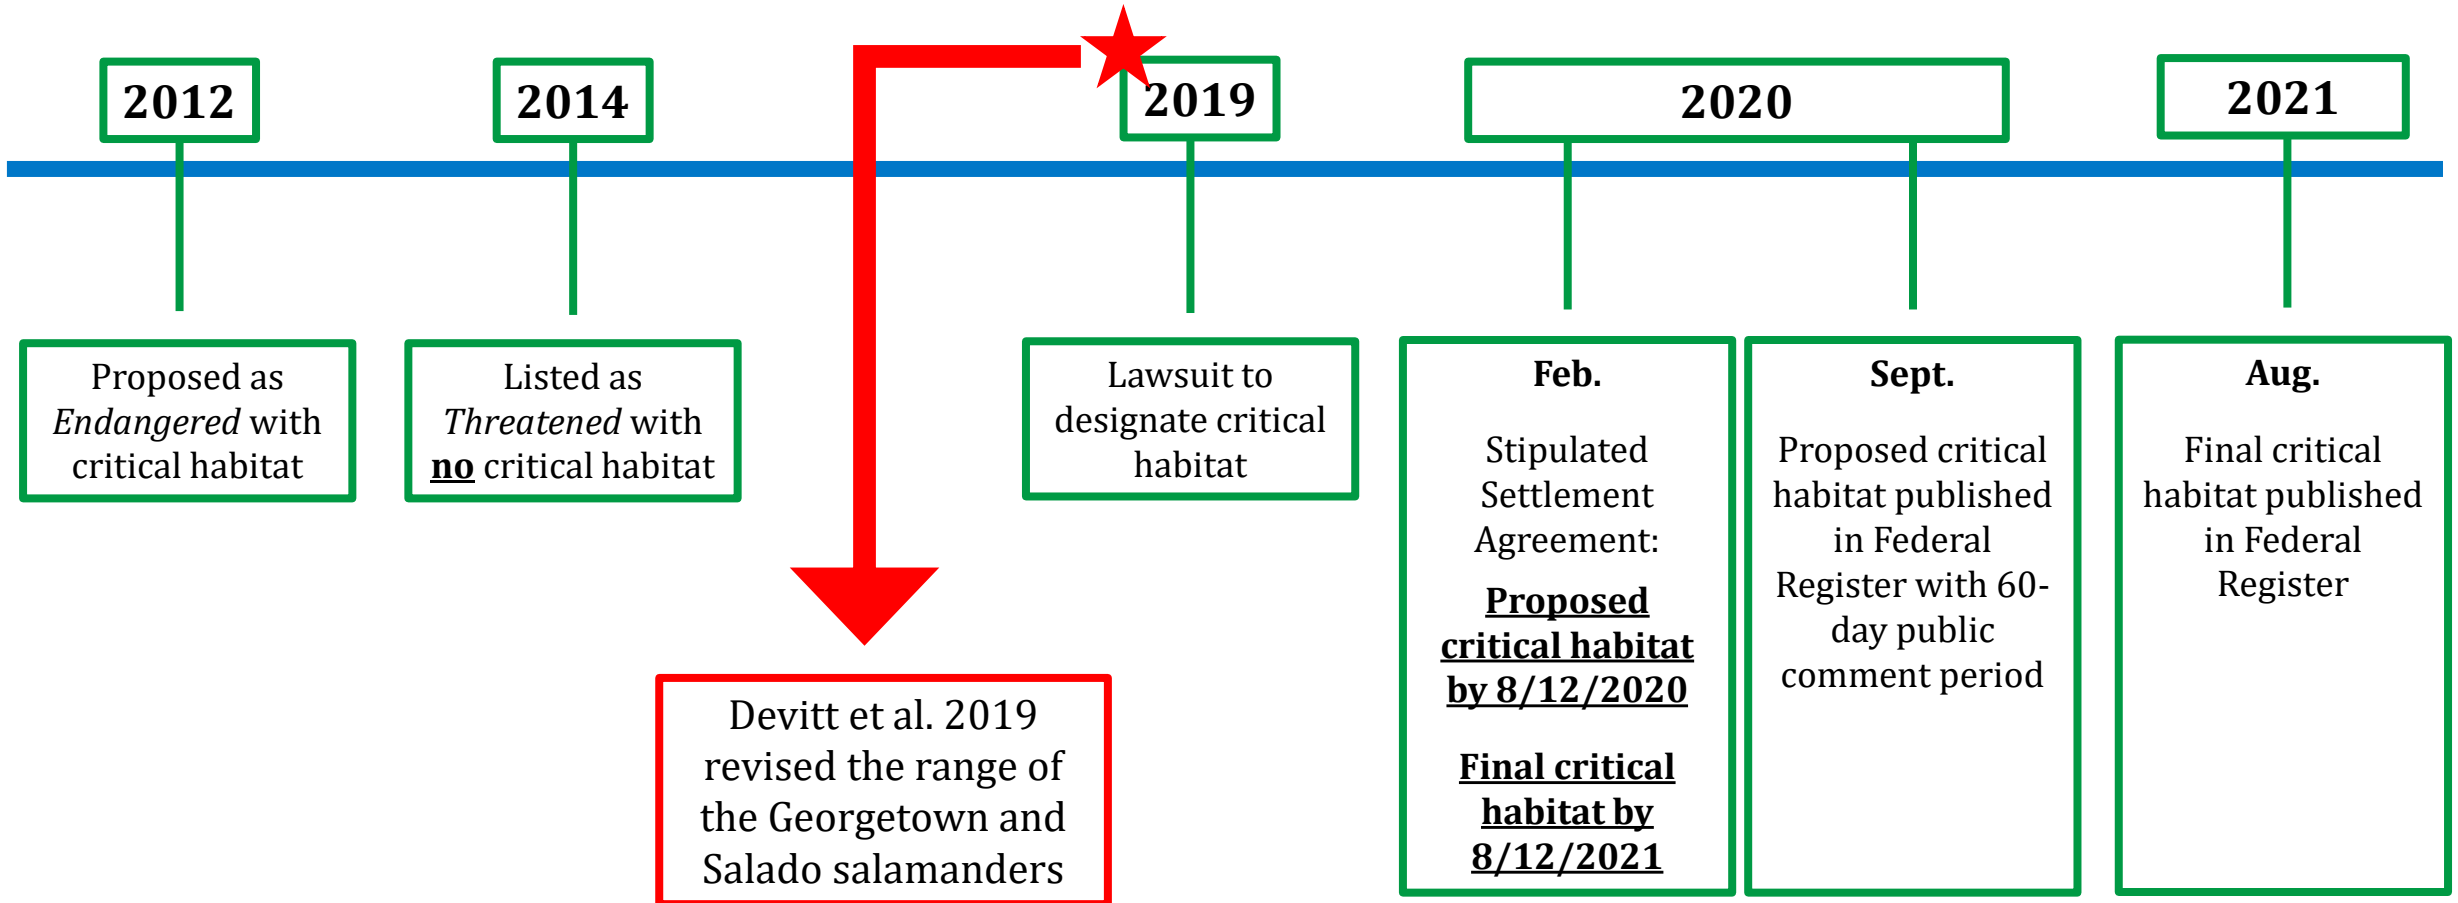 2012
2014
2019
2020
2021
Proposed as
Endangered with
critical habitat
Listed as
Threatened with
no critical habitat
Devitt et al. 2019
revised the range of
the Georgetown and
Salado salamanders
Lawsuit to
designate critical
habitat
Feb.
Stipulated
Settlement
Agreement:
Proposed
critical habitat
by 8/12/2020
Final critical
habitat by
8/12/2021
Sept.
Proposed critical
habitat published
in Federal
Register with 60-
day public
comment period
Aug.
Final critical
habitat published
in Federal
Register